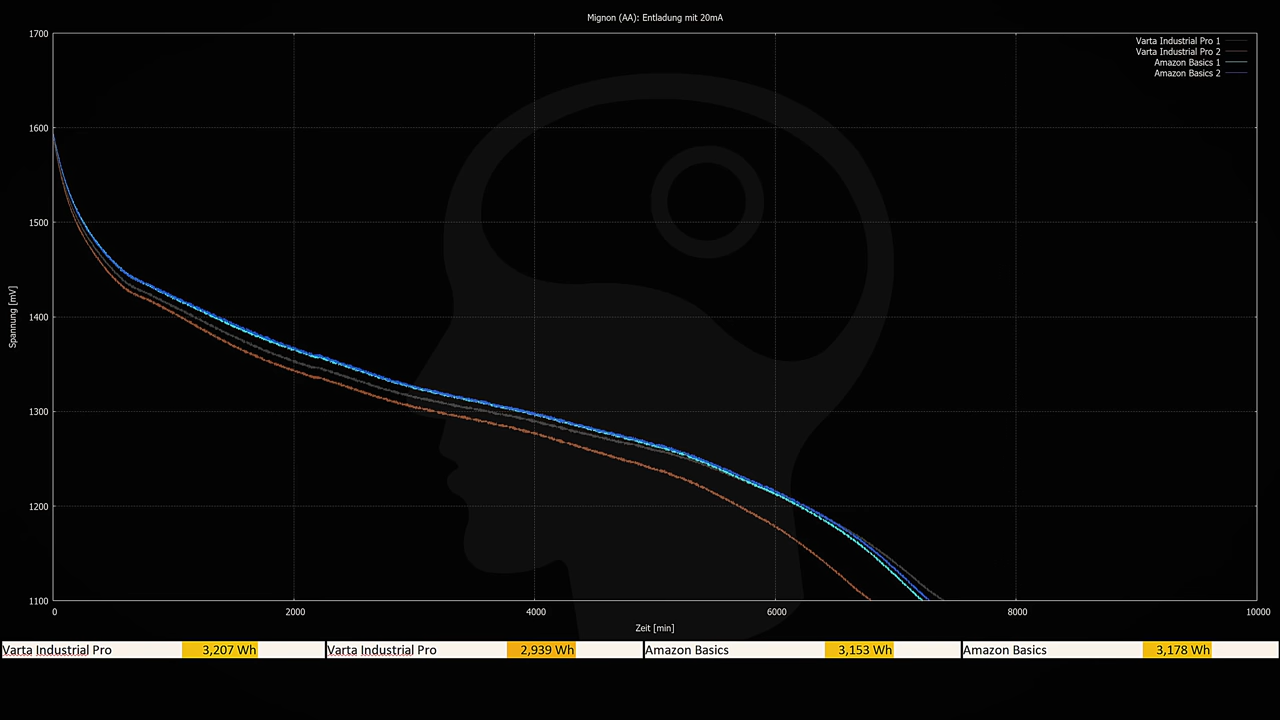 Mignon (AA): Entladung mit 20mA
1700
Varta Industrial Pro 1
Varta Industrial Pro 2
Amazon Basics 1
Amazon Basics 2
1600
1500
1400
Spannung [mV]
1300
1200
1100
0 2000 4000 6000 8000 10000
Zeit [min]
Varta Industrial Pro 3,207 Wh Varta Industrial Pro 2,939 Wh Amazon Basics 3,153 Wh Amazon Basics 3,178 Wh